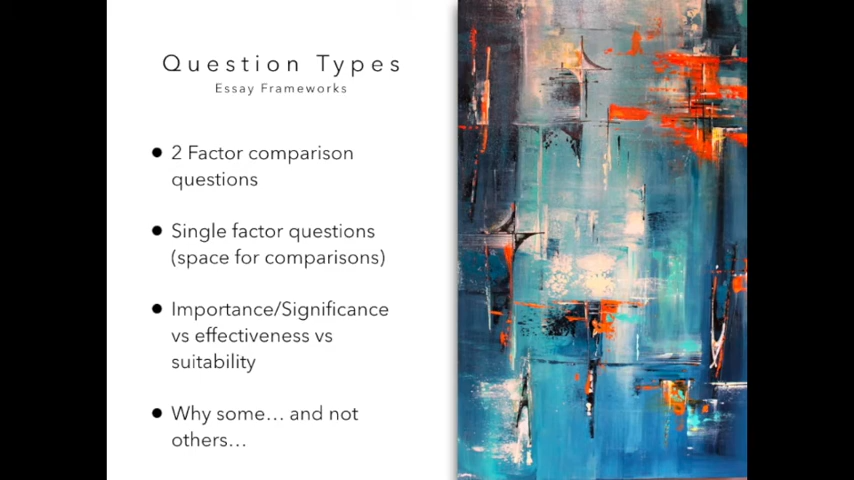 Question Types
Essay Frameworks
2 Factor comparison
questions
Single factor questions
(space for comparisons)
Importance/Significance
vs effectiveness vs
suitability
Why some… and not
others…